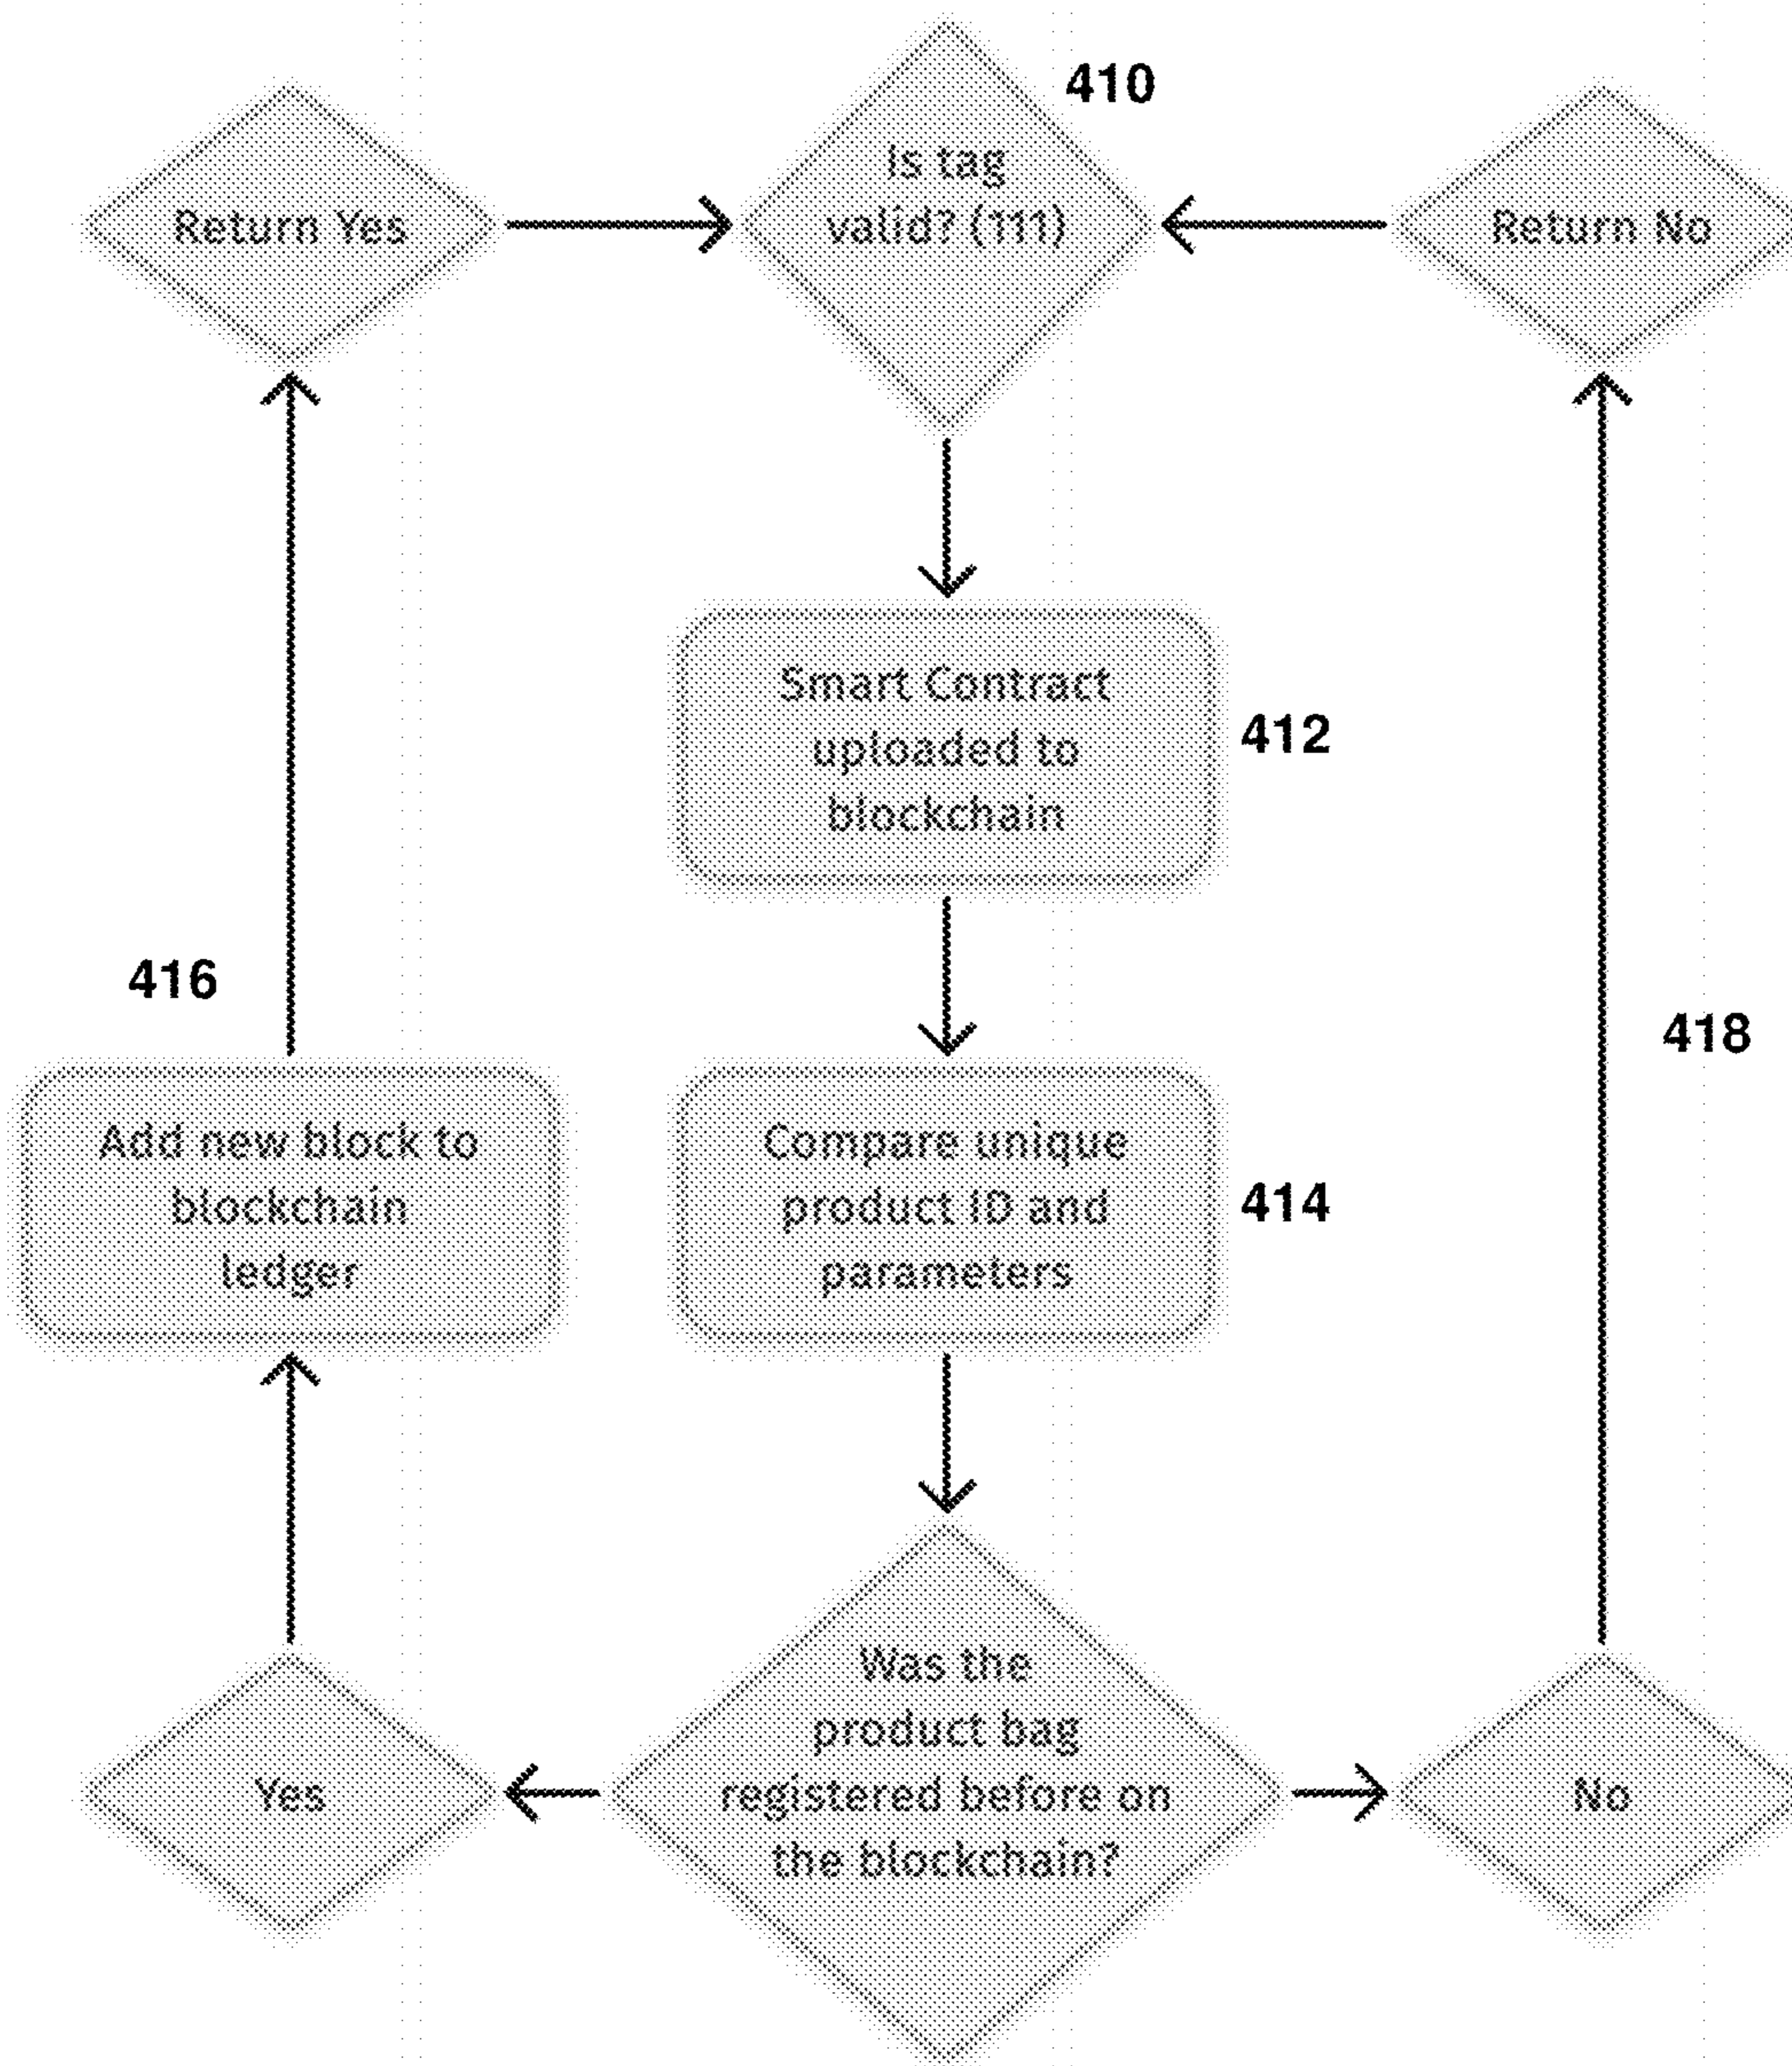 410
Return Yes
Is tag
valid? (111)
Return No
Smart Contract
uploaded to
blockchain
412
416
418
Add new block to
blockchain
ledger
Compare unique
product ID and
parameters
414
Yes
Was the
product bag
registered before on
the blockchain?
No